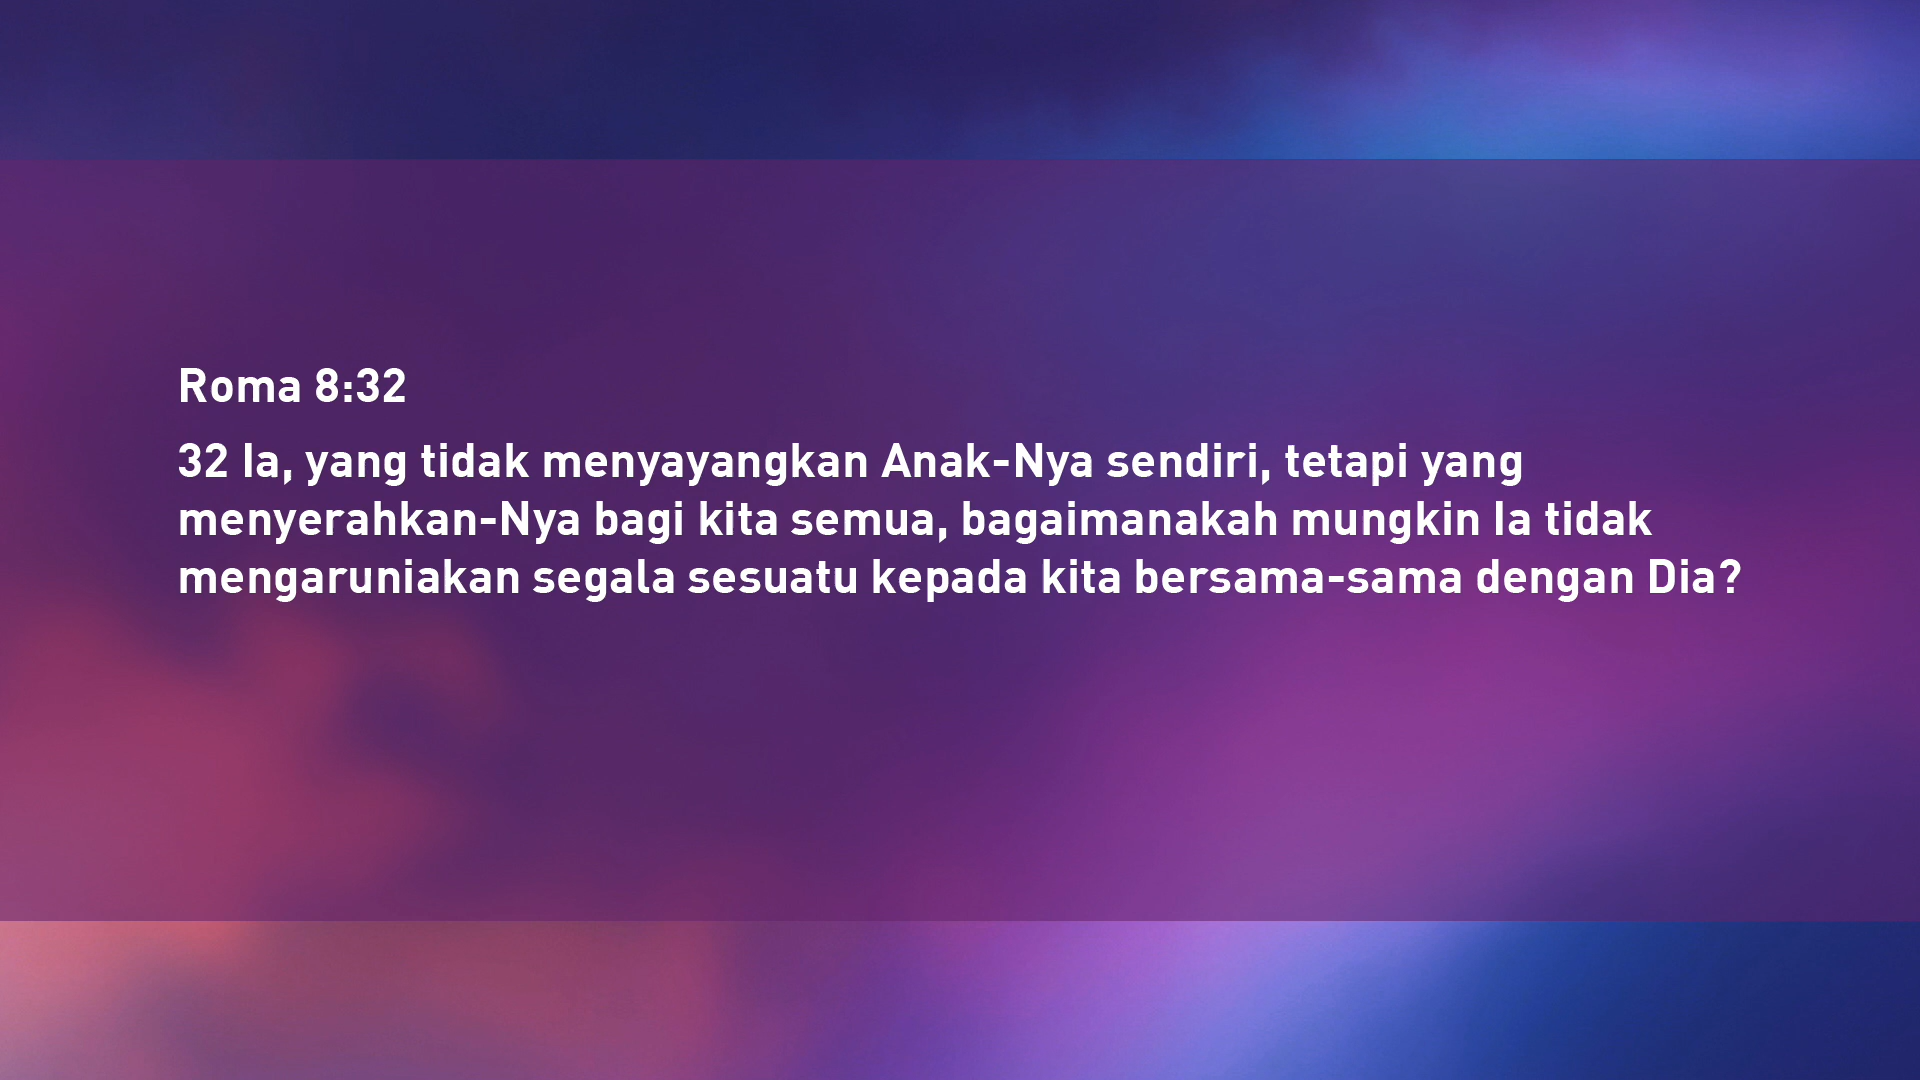 Roma 8:32
32 Ia, yang tidak menyayangkan Anak-Nya sendiri, tetapi yang
menyerahkan-Nya bagi kita semua, bagaimanakah mungkin Ia tidak
mengaruniakan segala sesuatu kepada kita bersama-sama dengan Dia?